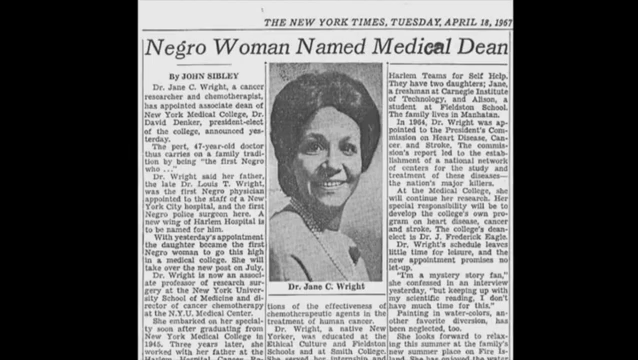 THE NEW YORK TIMES, TUESDAY, APRIL 18, 1967
Negro Woman Named Medical Dean
By JOHN SIBLEY
Dr. Jane C. Wright, a cancer
researcher and chemotherapist,
has appointed associate dean of
New York Medical College, Dr.
David Denker, president-elect
of the college, announced yes-
terday.
The pert, 47-year-old doctor
thus carries on a family tradi-
tion by being "the first Negro
who ..."
Dr. Wright said her father,
the late Dr. Louis T. Wright,
was the first Negro physician
appointed to the staff of a New
York City hospital, and the first
Negro police surgeon here. A
new wing of Harlem Hospital is
to be named for him.
With yesterday's appointment
the daughter became the first
Negro woman to go this high
in a medical college. She will
take over the new post on July.
Dr. Wright is now an associ-
ate professor of research sur-
gery at the New York Univer-
sity School of Medicine and di-
rector of cancer chemotherapy
at the N.Y.U. Medical Center.
She embarked on her special-
ty soon after graduating from
New York Medical College in
1945. Three years later, she
worked with her father at the
Dr. Jane C. Wright
tions of the effectiveness of
chemotherapeutic agents in the
treatment of human cancer.
Dr. Wright, a native New
Yorker, was educated at the
Ethical Culture and Fieldston
Schools and at Smith College.
She served her internship and
Harlem Teams for Self Help.
They have two daughters; Jane,
a freshman at Carnegie Institute
of Technology, and Alison, a
student at Fieldston School.
The family lives in Manhatan.
In 1964, Dr. Wright was ap-
pointed to the President's Com-
mission on Heart Disease, Can-
cer and Stroke. The commis-
sion's report led to the estab-
lishment of a national network
of centers for the study and
treatment of these diseases—
the nation's major killers.
At the Medical College, she
will continue her research. Her
special responsibility will be to
develop the college's own pro-
gram on heart disease, cancer
and stroke. The college's dean-
elect is Dr. J. Frederick Eagle.
Dr. Wright's schedule leaves
little time for leisure, and the
new appointment promises no
let-up.
"I'm a mystery story fan,"
she confessed in an interview
yesterday, "but keeping up with
my scientific reading, I don't
have much time for this."
Painting in water-colors, an-
other favorite diversion, has
been neglected, too.
She looks forward to relax-
ing this summer at the family's
new summer place on Fire Is-